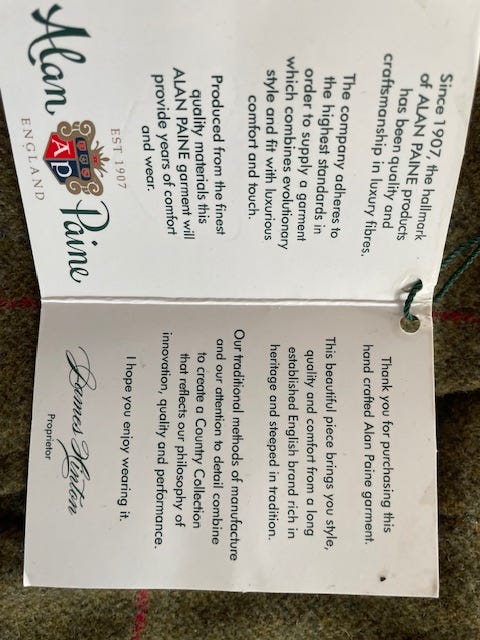 Since 1907, the hallmark
of ALAN PAINE products
has been quality and
craftsmanship in luxury fibres.
The company adheres to
the highest standards in
order to supply a garment
which combines evolutionary
style and fit with luxurious
comfort and touch.
Produced from the finest
quality materials this
ALAN PAINE garment will
provide years of comfort
and wear.
EST 1907
Alan AP Paine
ENGLAND
Thank you for purchasing this
hand crafted Alan Paine garment.
This beautiful piece brings you style,
quality and comfort from a long
established English brand rich in
heritage and steeped in tradition.
Our traditional methods of manufacture
and our attention to detail combine
to create a Country Collection
that reflects our philosophy of
innovation, quality and performance.
I hope you enjoy wearing it.
James Hinton
Proprietor